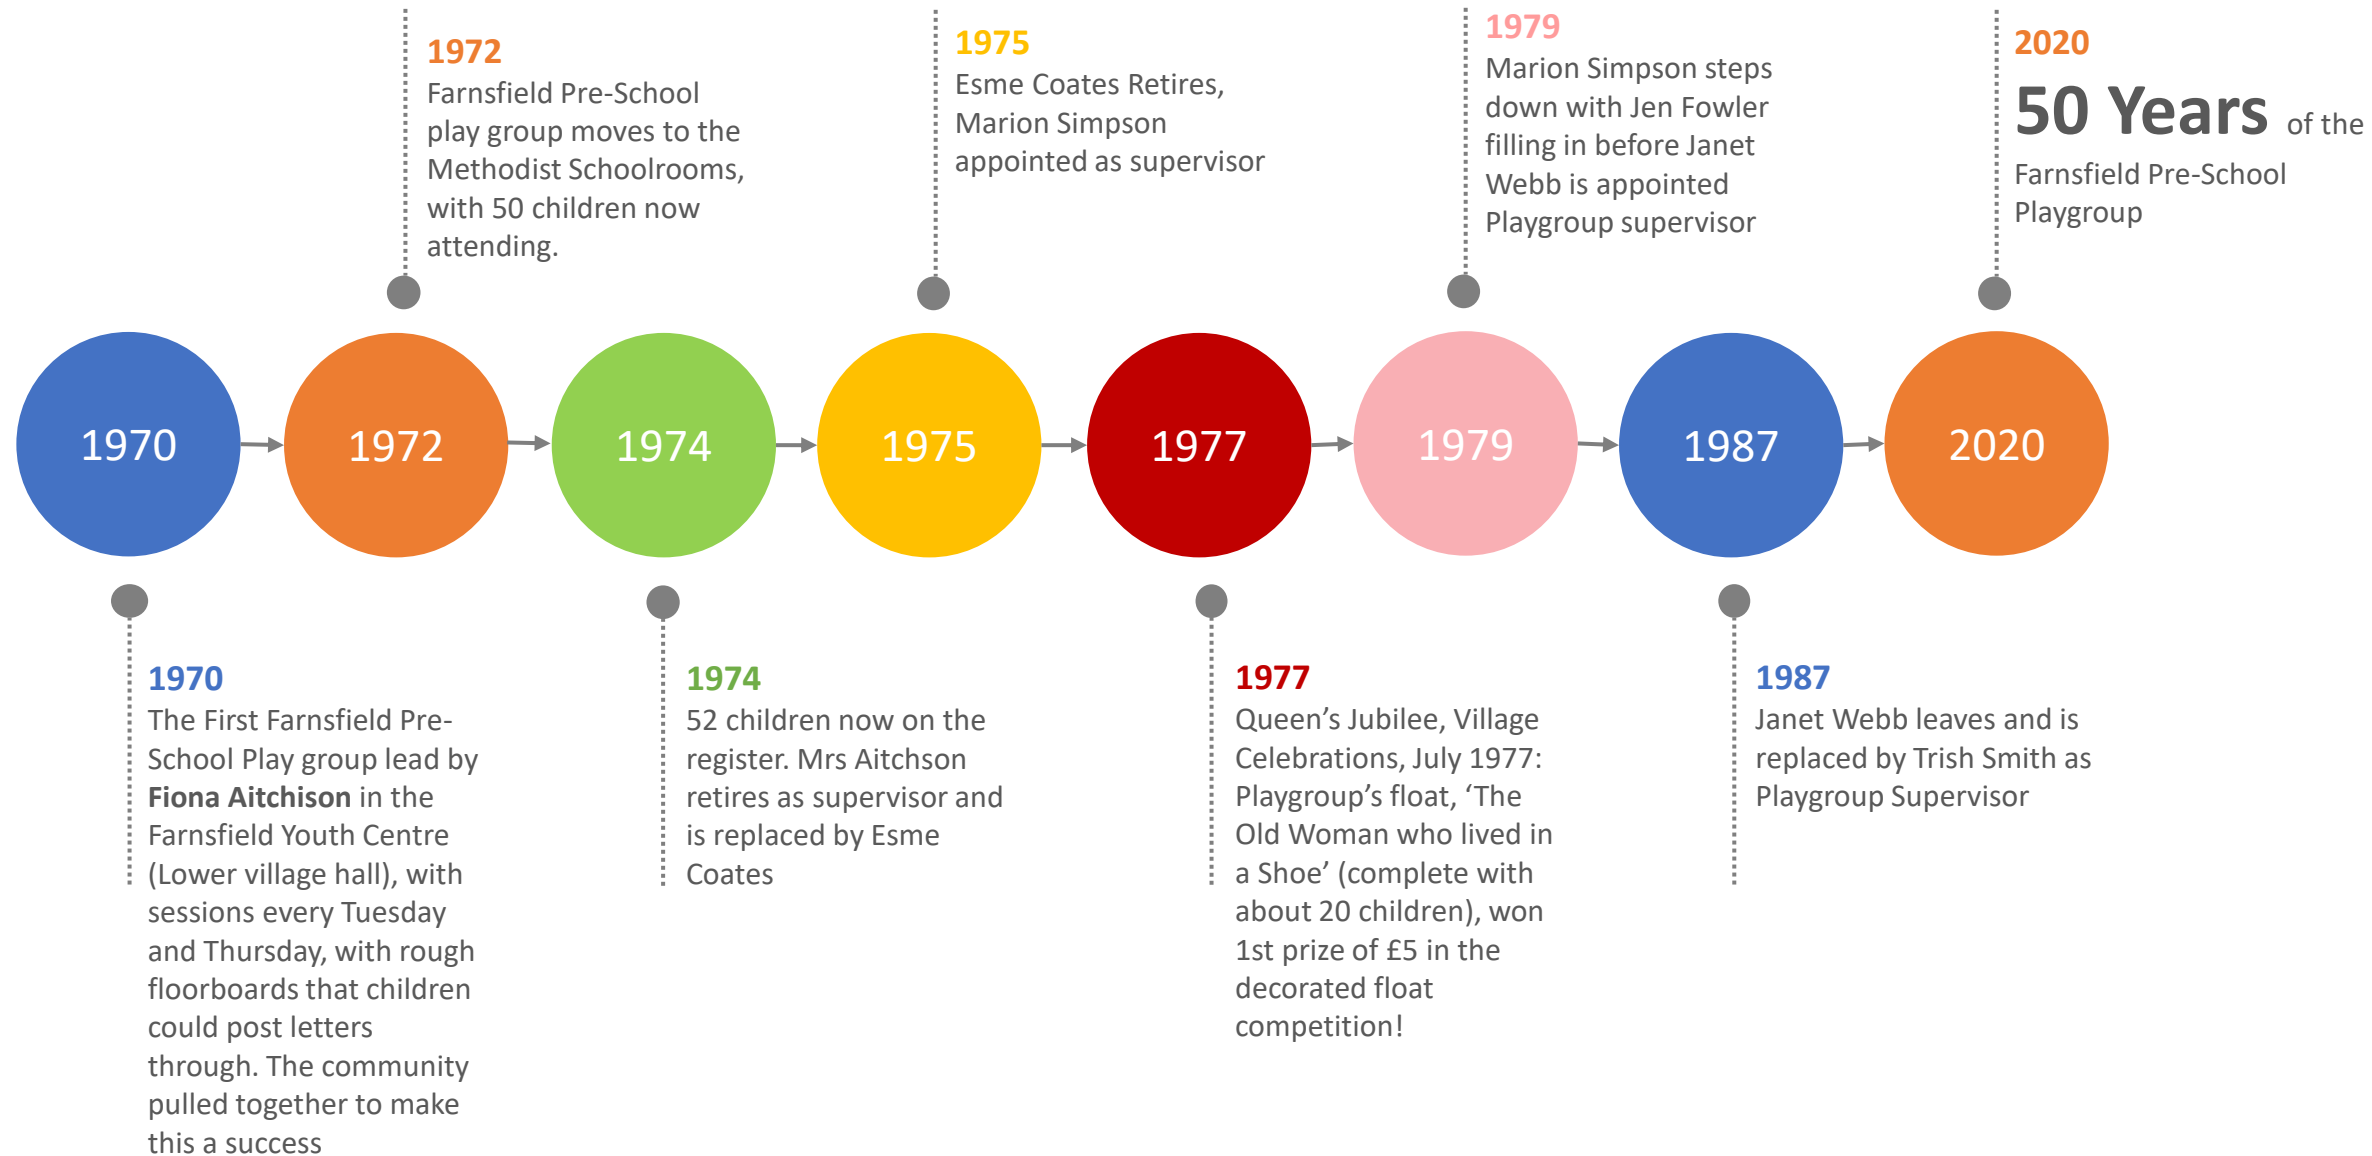 1972
Farnsfield Pre-School
play group moves to the
Methodist Schoolrooms,
with 50 children now
attending.
1975
Esme Coates Retires,
Marion Simpson
appointed as supervisor
1979
Marion Simpson steps
down with Jen Fowler
filling in before Janet
Webb is appointed
Playgroup supervisor
2020
50 Years of the
Farnsfield Pre-School
Playgroup
1970
1972
1974
1975
1977
1979
1987
2020
1970
The First Farnsfield Pre-
School Play group lead by
Fiona Aitchison in the
Farnsfield Youth Centre
(Lower village hall), with
sessions every Tuesday
and Thursday, with rough
floorboards that children
could post letters
through. The community
pulled together to make
this a success
1974
52 children now on the
register. Mrs Aitchson
retires as supervisor and
is replaced by Esme
Coates
1977
Queen’s Jubilee, Village
Celebrations, July 1977:
Playgroup’s float, ‘The
Old Woman who lived in
a Shoe’ (complete with
about 20 children), won
1st prize of £5 in the
decorated float
competition!
1987
Janet Webb leaves and is
replaced by Trish Smith as
Playgroup Supervisor